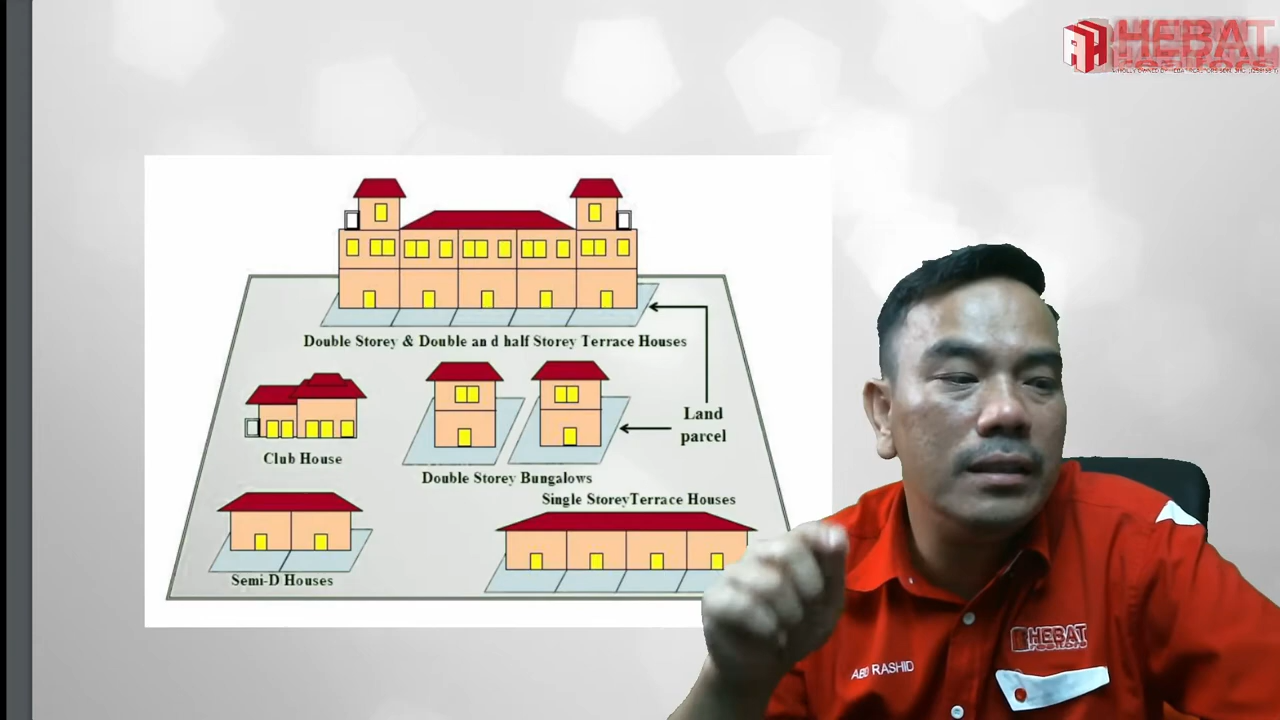 HEBAT
realtors
Double Storey & Double an d half Storey Terrace Houses
Land
parcel
Club House
Double Storey Bungalows
Single StoreyTerrace Houses
Semi-D Houses
HEBAT
ABD RASHID